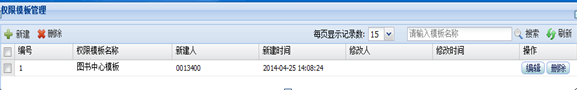 权限模板管理
新建 删除 每页显示记录数: 15 请输入模板名称 搜索 刷新
编号 权限模板名称 新建人 新建时间 修改人 修改时间 操作
1 图书中心模板 0013400 2014-04-25 14:08:24 编辑 删除